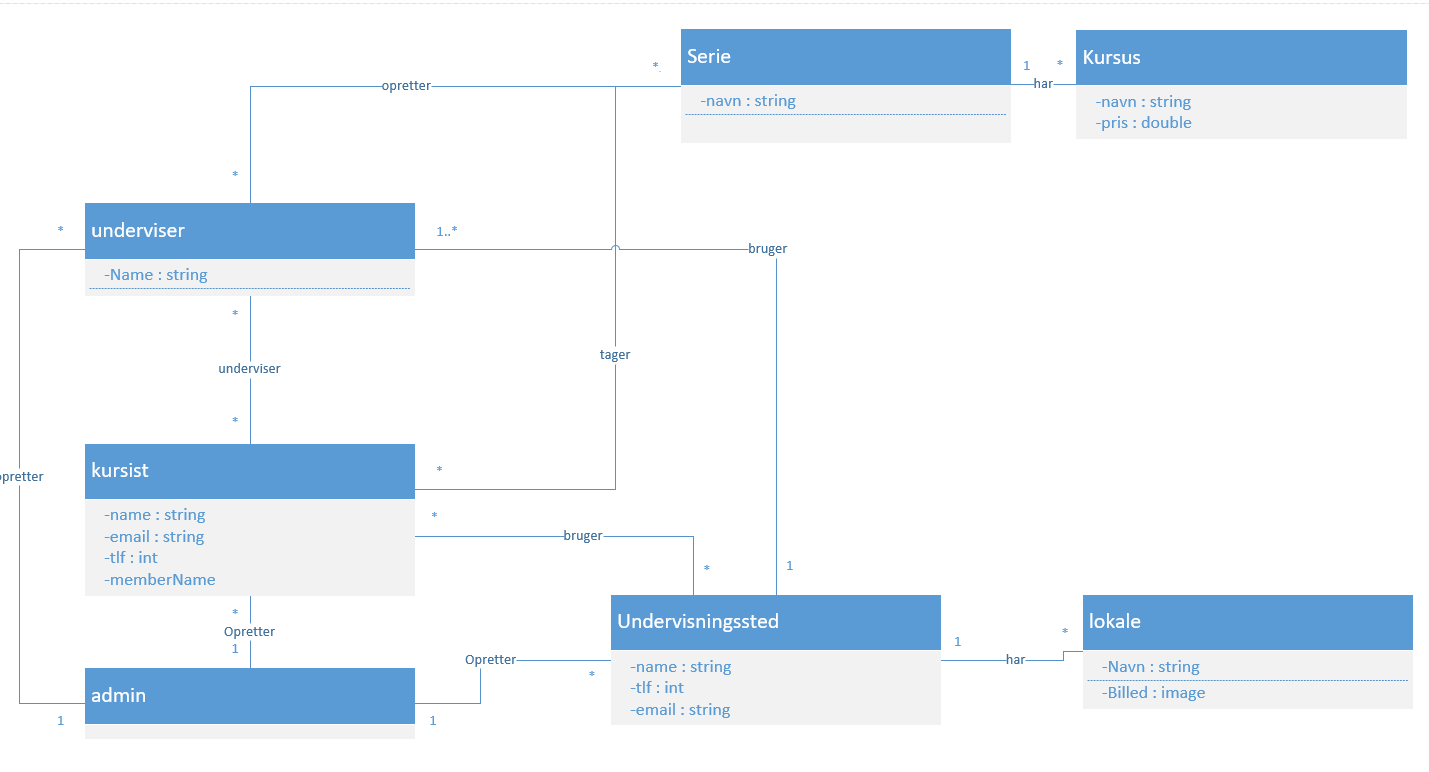 Serie
-navn : string
1
*
har
Kursus
-navn : string
-pris : double
*.
opretter
*
*
underviser
-Name : string
1..*
bruger
*
underviser
*
tager
opretter
kursist
-name : string
-email : string
-tlf : int
-memberName
*
*
bruger
*
1
*
Opretter
1
admin
1
1
Opretter
*
Undervisningssted
-name : string
-tlf : int
-email : string
1
*
har
lokale
-Navn : string
-Billed : image